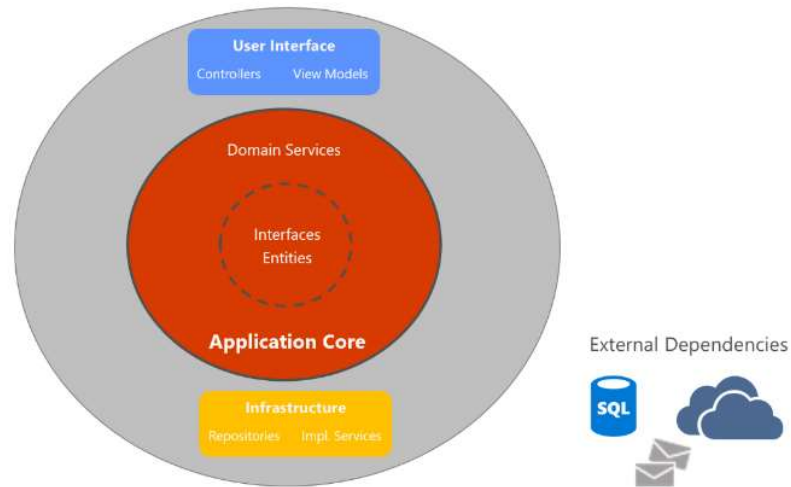 User Interface
Controllers View Models
Domain Services
Interfaces
Entities
Application Core
Infrastructure
Repositories Impl. Services
External Dependencies
SQL